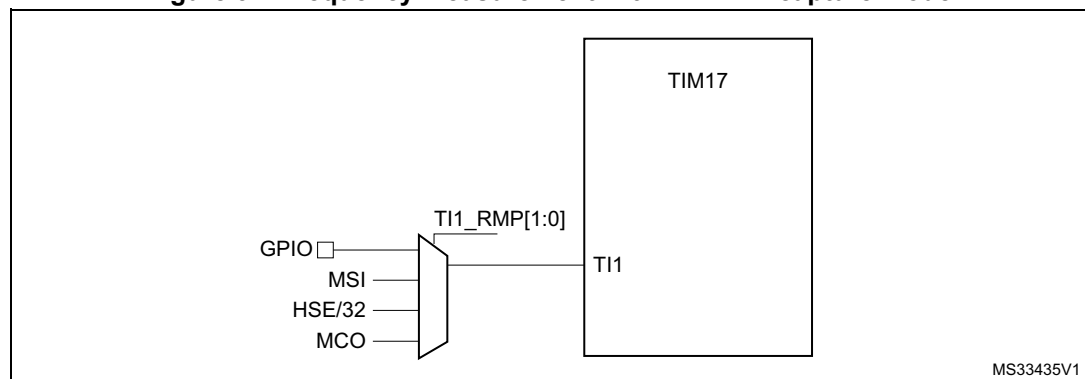 TIM17
TI1_RMP[1:0]
GPIO
TI1
MSI
HSE/32
MCO
MS33435V1